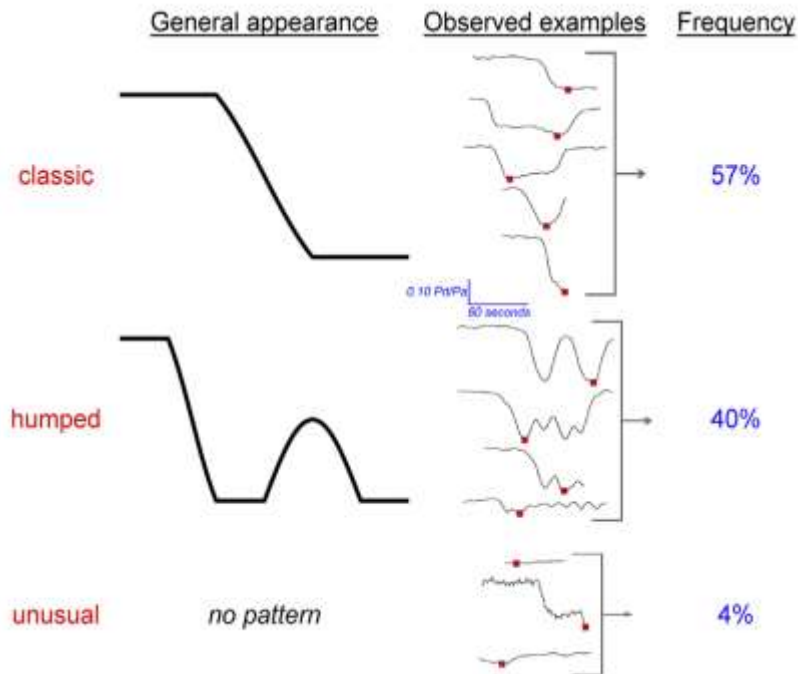 General appearance Observed examples Frequency
classic 57%
0.10 Pd/Pa
60 seconds
humped 40%
unusual no pattern 4%